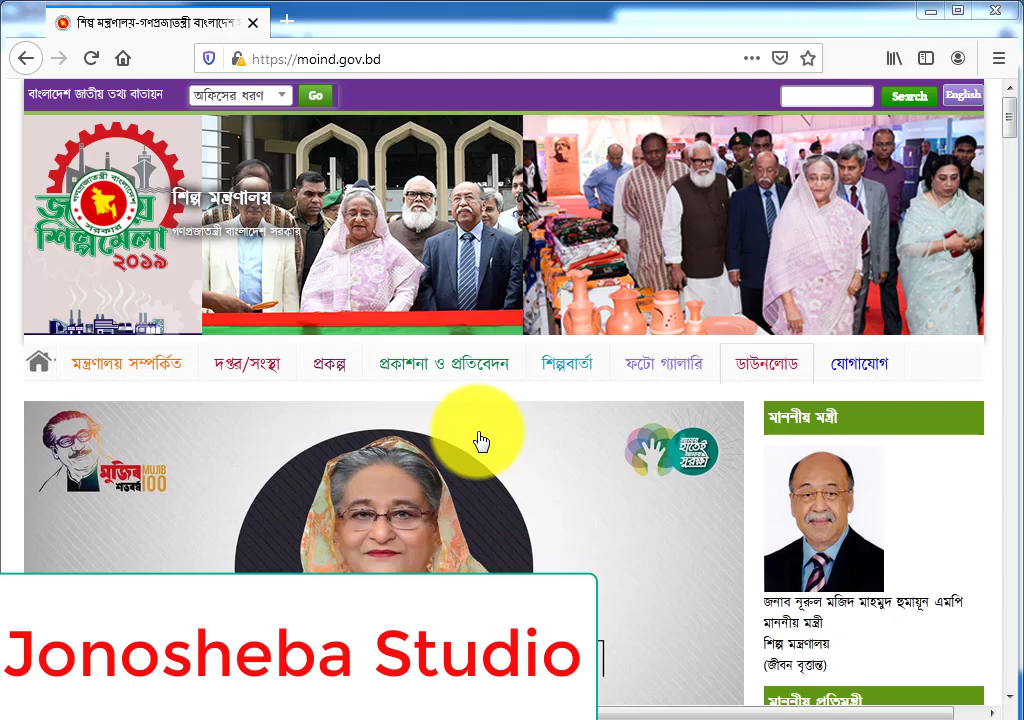 শিল্প মন্ত্রণালয়-গণপ্রজাতন্ত্রী বাংলাদেশ স
https://moind.gov.bd
বাংলাদেশ জাতীয় তথ্য বাতায়ন
অফিসের ধরণ
Go
Search
English
জাতীয়
শিল্পমেলা
২০১৯
শিল্প মন্ত্রণালয়
গণপ্রজাতন্ত্রী বাংলাদেশ সরকার
মন্ত্রণালয় সম্পর্কিত
দপ্তর/সংস্থা
প্রকল্প
প্রকাশনা ও প্রতিবেদন
শিল্পবার্তা
ফটো গ্যালারি
ডাউনলোড
যোগাযোগ
মুজিব
শতবর্ষ
MUJIB
100
মাননীয় মন্ত্রী
জনাব নূরুল মজিদ মাহমুদ হুমায়ূন এমপি
মাননীয় মন্ত্রী
শিল্প মন্ত্রণালয়
(জীবন বৃত্তান্ত)
মাননীয় প্রতিমন্ত্রী
Jonosheba Studio